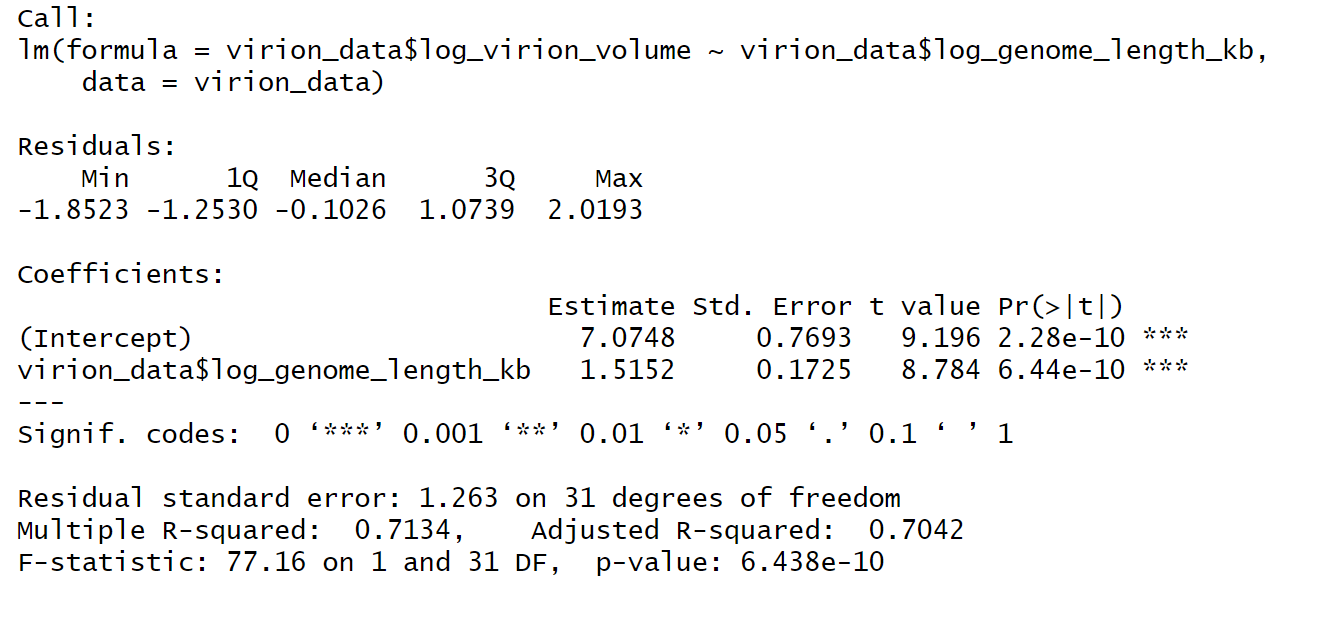 Call:
lm(formula = virion_data$log_virion_volume ~ virion_data$log_genome_length_kb,
    data = virion_data)
Residuals:
    Min      1Q  Median      3Q     Max
-1.8523 -1.2530 -0.1026  1.0739  2.0193
Coefficients:
                                 Estimate Std. Error t value Pr(>|t|)
(Intercept)                        7.0748     0.7693   9.196 2.28e-10 ***
virion_data$log_genome_length_kb   1.5152     0.1725   8.784 6.44e-10 ***
---
Signif. codes:  0 ‘***’ 0.001 ‘**’ 0.01 ‘*’ 0.05 ‘.’ 0.1 ‘ ’ 1
Residual standard error: 1.263 on 31 degrees of freedom
Multiple R-squared:  0.7134,    Adjusted R-squared:  0.7042
F-statistic: 77.16 on 1 and 31 DF,  p-value: 6.438e-10